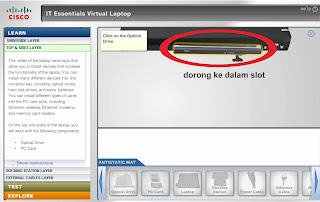 CISCO
IT Essentials Virtual Laptop
HELP
LEARN
UNDERSIDE LAYER
TOP & SIDES LAYER
The sides of the laptop have bays that
allow you to install devices that increase
the functionality of the laptop. You can
install many different devices into the
universal bay, including optical drives,
hard disk drives, and extra batteries.
You can install different types of cards
into the PC card slots, including
Ethernet, wireless Ethernet, modems,
and memory card readers.
On the top and sides of the laptop, you
will work with the following components:
• Optical Drive
• PC Card
Show instructions
DOCKING STATION LAYER
EXTERNAL CABLES LAYER
TEST
EXPLORE
Click on the Optical
Drive
dorong ke dalam slot
ANTISTATIC MAT
Optical Drive
PC Card
Laptop
Docking
Station
Power Cable
Ethernet
Cable